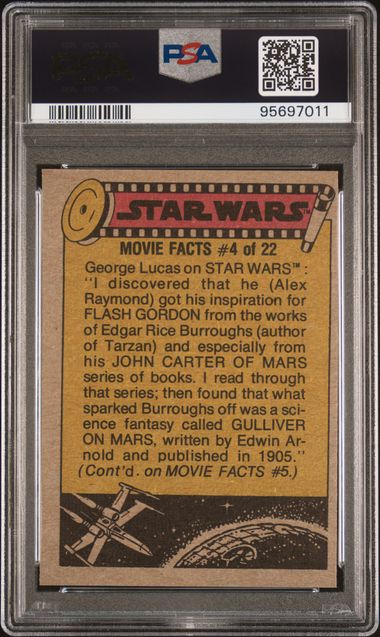 PSA
95697011
STAR WARS™
MOVIE FACTS #4 of 22
George Lucas on STAR WARS™ :
"I discovered that he (Alex
Raymond) got his inspiration for
FLASH GORDON from the works
of Edgar Rice Burroughs (author
of Tarzan) and especially from
his JOHN CARTER OF MARS
series of books. I read through
that series; then found that what
sparked Burroughs off was a sci-
ence fantasy called GULLIVER
ON MARS, written by Edwin Ar-
nold and published in 1905."
(Cont'd. on MOVIE FACTS #5.)